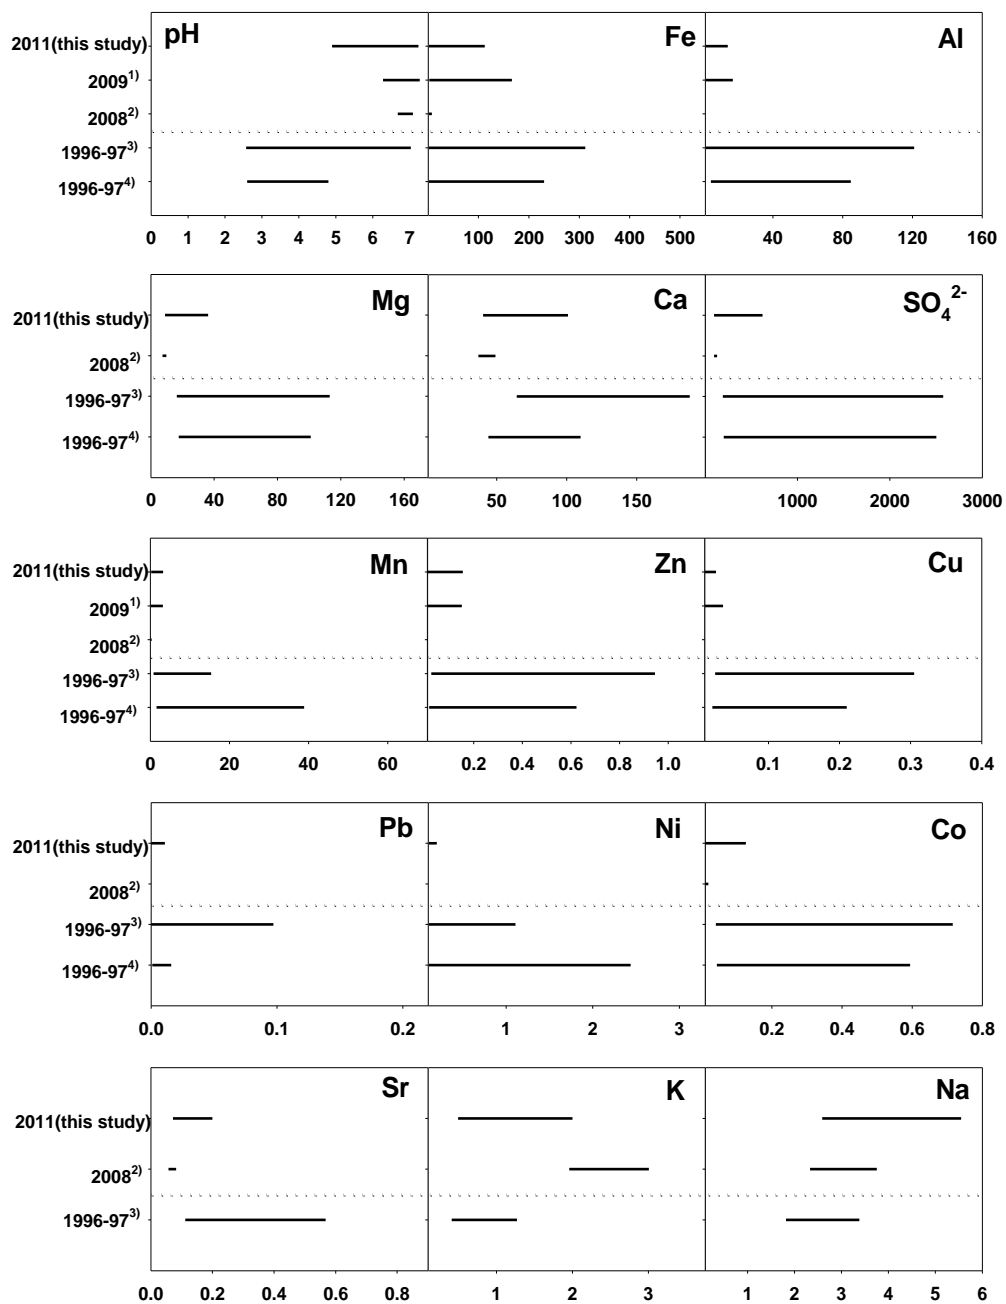 pH Fe Al
2011(this study)
2009¹⁾
2008²⁾
1996-97³⁾
1996-97⁴⁾
0 1 2 3 4 5 6 7 100 200 300 400 500 40 80 120 160
Mg Ca SO₄²⁻
2011(this study)
2008²⁾
1996-97³⁾
1996-97⁴⁾
0 40 80 120 160 50 100 150 1000 2000 3000
Mn Zn Cu
2011(this study)
2009¹⁾
2008²⁾
1996-97³⁾
1996-97⁴⁾
0 20 40 60 0.2 0.4 0.6 0.8 1.0 0.1 0.2 0.3 0.4
Pb Ni Co
2011(this study)
2008²⁾
1996-97³⁾
1996-97⁴⁾
0.0 0.1 0.2 1 2 3 0.2 0.4 0.6 0.8
Sr K Na
2011(this study)
2008²⁾
1996-97³⁾
0.0 0.2 0.4 0.6 0.8 1 2 3 1 2 3 4 5 6